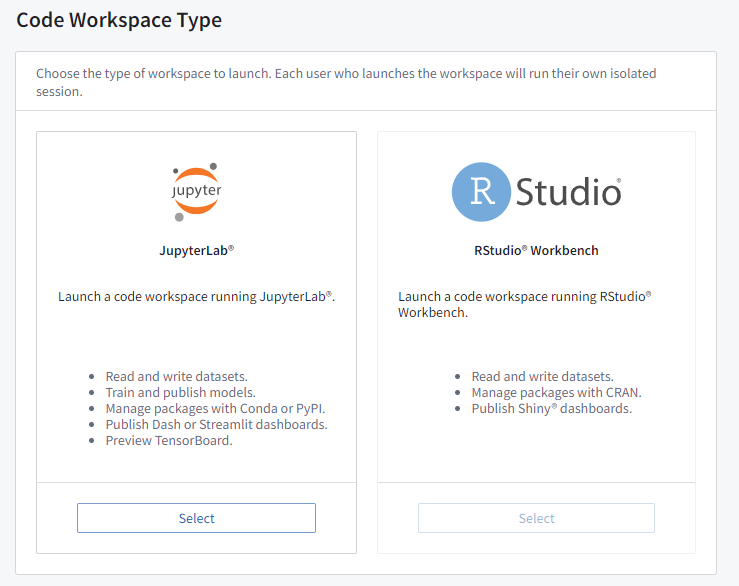 Code Workspace Type
Choose the type of workspace to launch. Each user who launches the workspace will run their own isolated
session.
jupyter
JupyterLab®
Launch a code workspace running JupyterLab®.
• Read and write datasets.
• Train and publish models.
• Manage packages with Conda or PyPI.
• Publish Dash or Streamlit dashboards.
• Preview TensorBoard.
Select
R Studio®
RStudio® Workbench
Launch a code workspace running RStudio®
Workbench.
• Read and write datasets.
• Manage packages with CRAN.
• Publish Shiny® dashboards.
Select